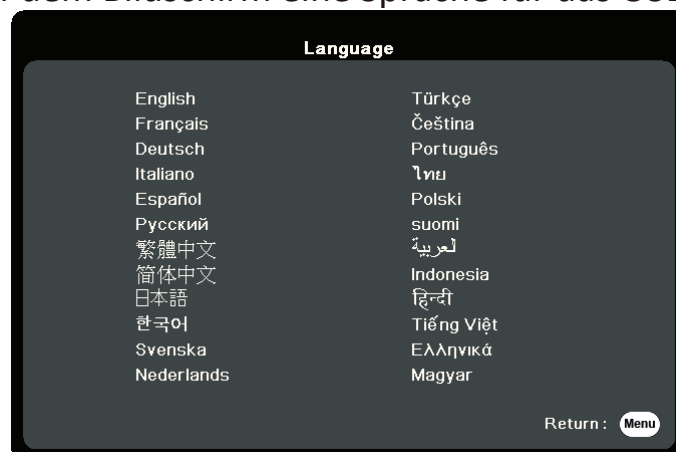 Language
English
Français
Deutsch
Italiano
Español
Русский
繁體中文
简体中文
日本語
한국어
Svenska
Nederlands
Türkçe
Čeština
Português
ไทย
Polski
suomi
العربية
Indonesia
हिन्दी
Tiếng Việt
Ελληνικά
Magyar
Return : Menu